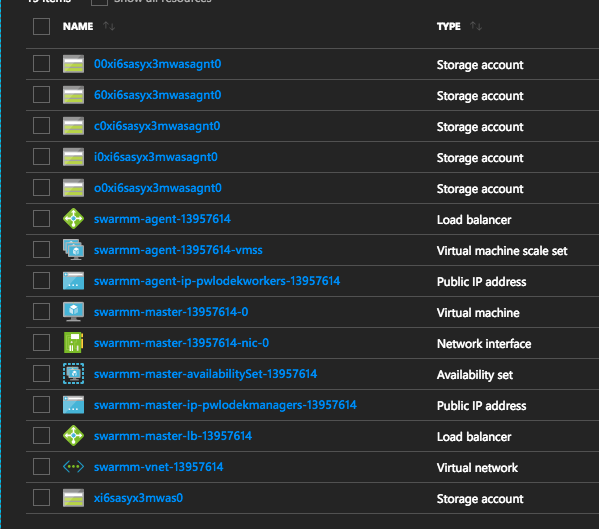 15 items Show all resources
NAME TYPE
00xi6sasyx3mwasagnt0 Storage account
60xi6sasyx3mwasagnt0 Storage account
c0xi6sasyx3mwasagnt0 Storage account
i0xi6sasyx3mwasagnt0 Storage account
o0xi6sasyx3mwasagnt0 Storage account
swarmm-agent-13957614 Load balancer
swarmm-agent-13957614-vmss Virtual machine scale set
swarmm-agent-ip-pwlodekworkers-13957614 Public IP address
swarmm-master-13957614-0 Virtual machine
swarmm-master-13957614-nic-0 Network interface
swarmm-master-availabilitySet-13957614 Availability set
swarmm-master-ip-pwlodekmanagers-13957614 Public IP address
swarmm-master-lb-13957614 Load balancer
swarmm-vnet-13957614 Virtual network
xi6sasyx3mwas0 Storage account